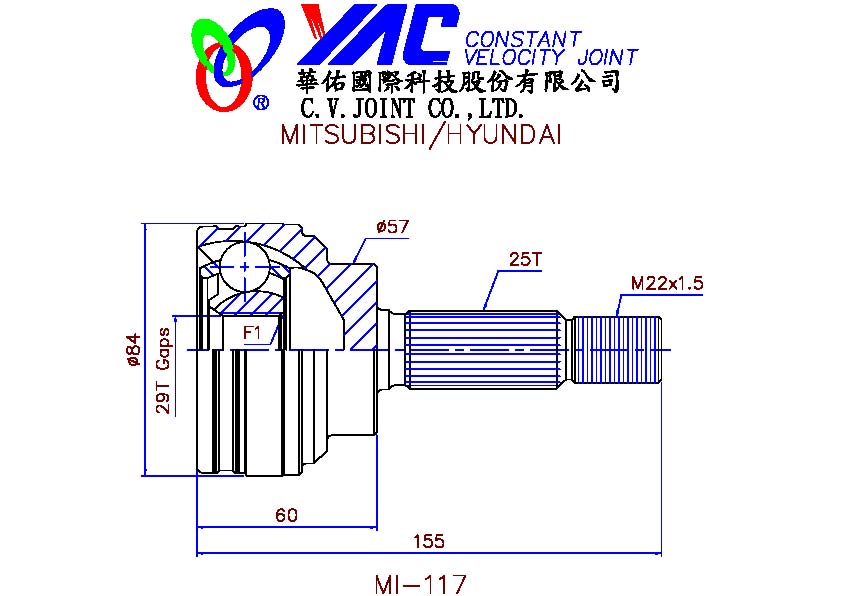 YAC CONSTANT
VELOCITY JOINT
®
華佑國際科技股份有限公司
C.V.JOINT CO.,LTD.
MITSUBISHI/HYUNDAI
ø57
25T
M22x1.5
F1
ø84
29T Gaps
60
155
MI-117